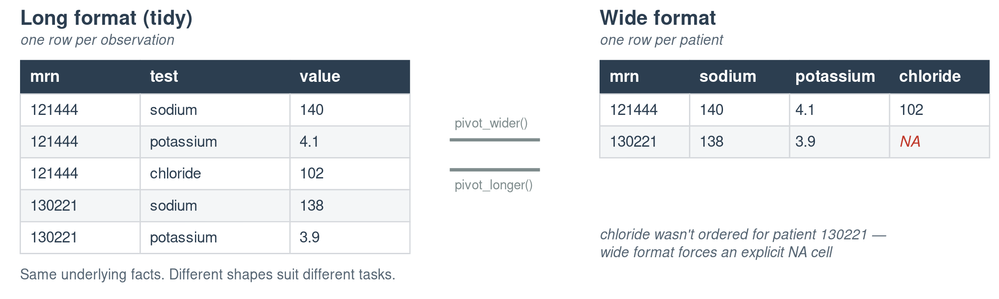 Long format (tidy)
one row per observation
mrn test value
121444 sodium 140
121444 potassium 4.1
121444 chloride 102
130221 sodium 138
130221 potassium 3.9
Same underlying facts. Different shapes suit different tasks.
pivot_wider()
pivot_longer()
Wide format
one row per patient
mrn sodium potassium chloride
121444 140 4.1 102
130221 138 3.9 NA
chloride wasn't ordered for patient 130221 —
wide format forces an explicit NA cell